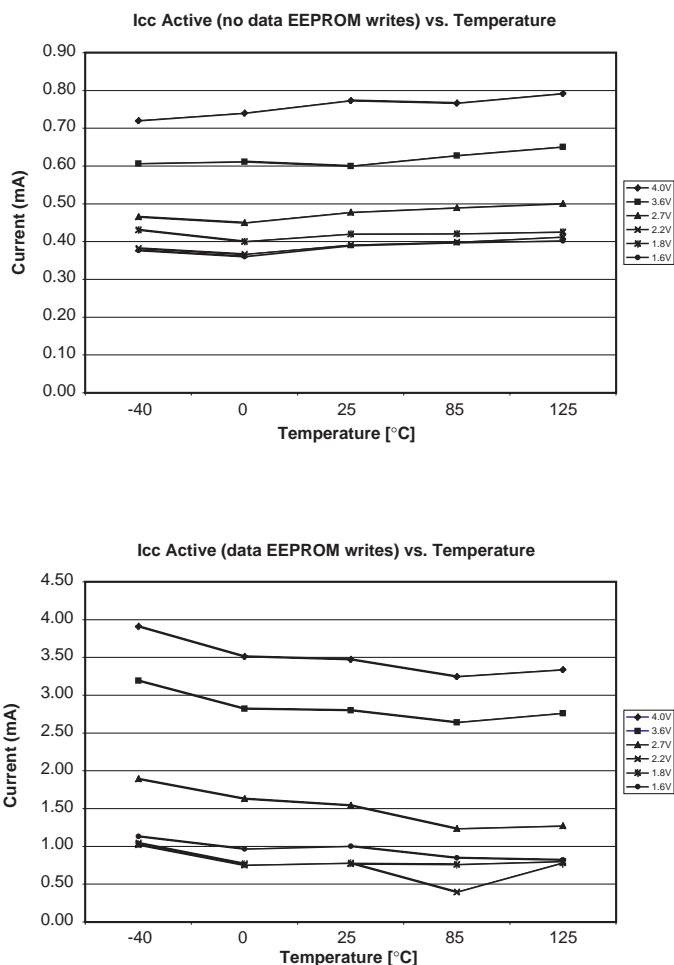 Icc Active (no data EEPROM writes) vs. Temperature
0.90
0.80
0.70
0.60
0.50
0.40
0.30
0.20
0.10
0.00
Current (mA)
-40 0 25 85 125
Temperature [°C]
4.0V
3.6V
2.7V
2.2V
1.8V
1.6V
Icc Active (data EEPROM writes) vs. Temperature
4.50
4.00
3.50
3.00
2.50
2.00
1.50
1.00
0.50
0.00
Current (mA)
-40 0 25 85 125
Temperature [°C]
4.0V
3.6V
2.7V
2.2V
1.8V
1.6V